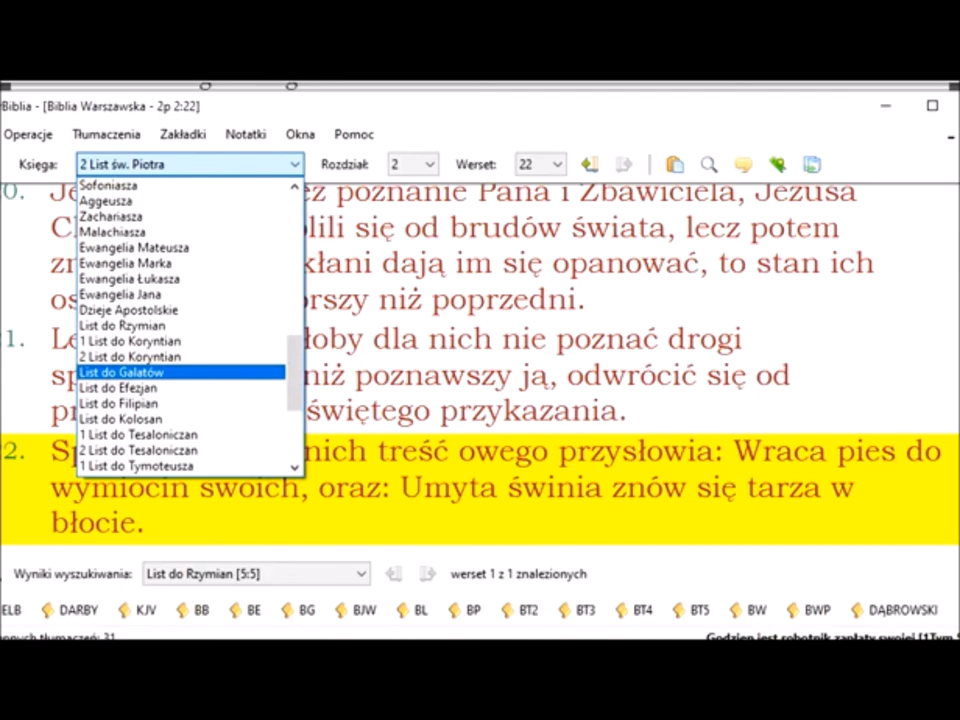 Biblia - [Biblia Warszawska - 2p 2:22]
Operacje Tłumaczenia Zakładki Notatki Okna Pomoc
Księga: 2 List św. Piotra Rozdział: 2 Werset: 22
Sofoniasza
Aggeusza
Zachariasza
Malachiasza
Ewangelia Mateusza
Ewangelia Marka
Ewangelia Łukasza
Ewangelia Jana
Dzieje Apostolskie
List do Rzymian
1 List do Koryntian
2 List do Koryntian
List do Galatów
List do Efezjan
List do Filipian
List do Kolosan
1 List do Tesaloniczan
2 List do Tesaloniczan
1 List do Tymoteusza
0. poznanie Pana i Zbawiciela, Jezusa
się od brudów świata, lecz potem
dają im się opanować, to stan ich
niż poprzedni.
1. dla nich nie poznać drogi
niż poznawszy ją, odwrócić się od
świętego przykazania.
2. nich treść owego przysłowia: Wraca pies do
wymiocin swoich, oraz: Umyta świnia znów się tarza w
błocie.
Wyniki wyszukiwania: List do Rzymian [5:5] werset 1 z 1 znalezionych
ELB DARBY KJV BB BE BG BJW BL BP BT2 BT3 BT4 BT5 BW BWP DĄBROWSKI
tłumaczeń: 31 Godzien jest robotnik zapłaty swojej [1Tym